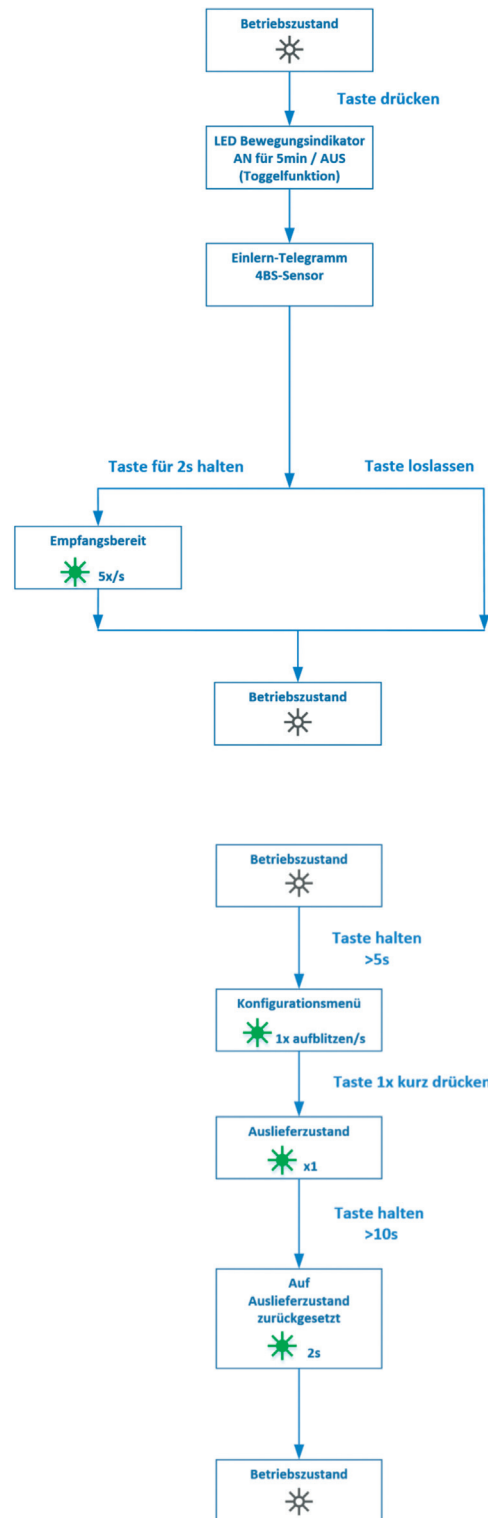 Betriebszustand
Taste drücken
LED Bewegungsindikator
AN für 5min / AUS
(Toggelfunktion)
Einlern-Telegramm
4BS-Sensor
Taste für 2s halten
Taste loslassen
Empfangsbereit
5x/s
Betriebszustand
Betriebszustand
Taste halten
>5s
Konfigurationsmenü
1x aufblitzen/s
Taste 1x kurz drücken
Auslieferzustand
x1
Taste halten
>10s
Auf
Auslieferzustand
zurückgesetzt
2s
Betriebszustand